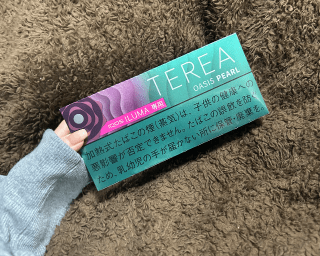 TEREA
OASIS PEARL
100% ILUMA 専用
加熱式たばこの煙(蒸気)は、子供の健康への
悪影響が否定できません。たばこの誤飲を防ぐ
ため、乳幼児の手が届かない所に保管・廃棄を。